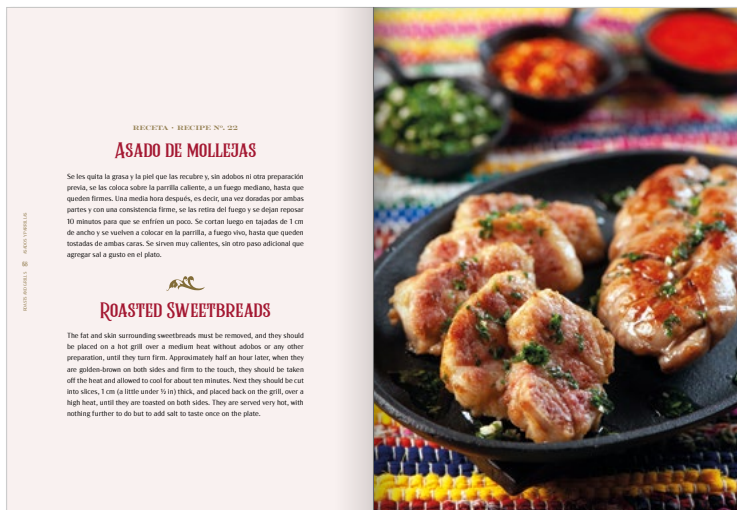 RECETA - RECIPE Nº. 22
ASADO DE MOLLEJAS
Se les quita la grasa y la piel que las recubre y, sin adobos ni otra preparación
previa, se las coloca sobre la parrilla caliente, a un fuego mediano, hasta que
queden firmes. Una media hora después, es decir, una vez doradas por ambas
partes y con una consistencia firme, se las retira del fuego y se dejan reposar
10 minutos para que se enfríen un poco. Se cortan luego en tajadas de 1 cm
de ancho y se vuelven a colocar en la parrilla, a fuego vivo, hasta que queden
tostadas de ambas caras. Se sirven muy calientes, sin otro paso adicional que
agregar sal a gusto en el plato.
ROASTED SWEETBREADS
The fat and skin surrounding sweetbreads must be removed, and they should
be placed on a hot grill over a medium heat without adobos or any other
preparation, until they turn firm. Approximately half an hour later, when they
are golden-brown on both sides and firm to the touch, they should be taken
off the heat and allowed to cool for about ten minutes. Nest they should be cut
into slices, 1 cm (a little under ½ in) thick, and placed back on the grill, over a
high heat, until they are toasted on both sides. They are served very hot, with
nothing further to do but to add salt to taste once on the plate.